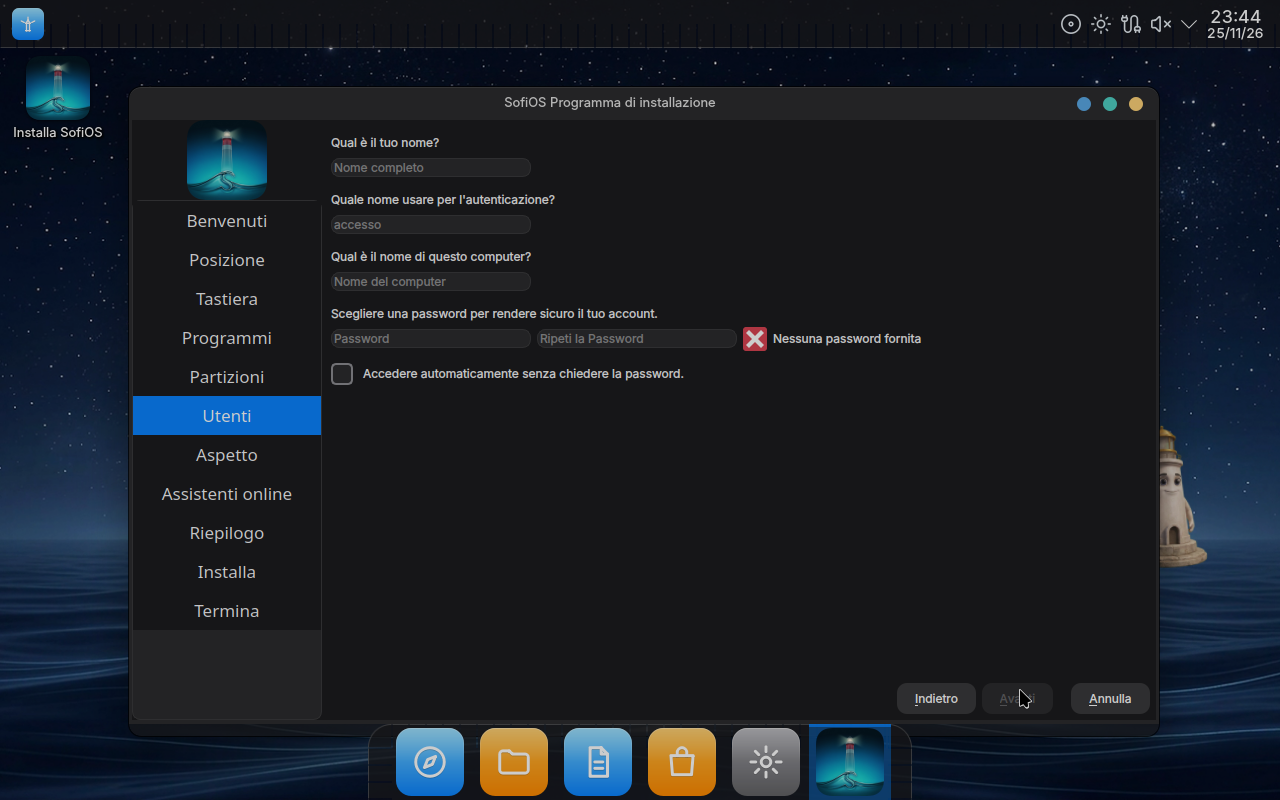 23:44
25/11/26
Installa SofiOS
SofiOS Programma di installazione
Benvenuti
Posizione
Tastiera
Programmi
Partizioni
Utenti
Aspetto
Assistenti online
Riepilogo
Installa
Termina
Qual è il tuo nome?
Nome completo
Quale nome usare per l'autenticazione?
accesso
Qual è il nome di questo computer?
Nome del computer
Scegliere una password per rendere sicuro il tuo account.
Password Ripeti la Password Nessuna password fornita
Accedere automaticamente senza chiedere la password.
Indietro Annulla